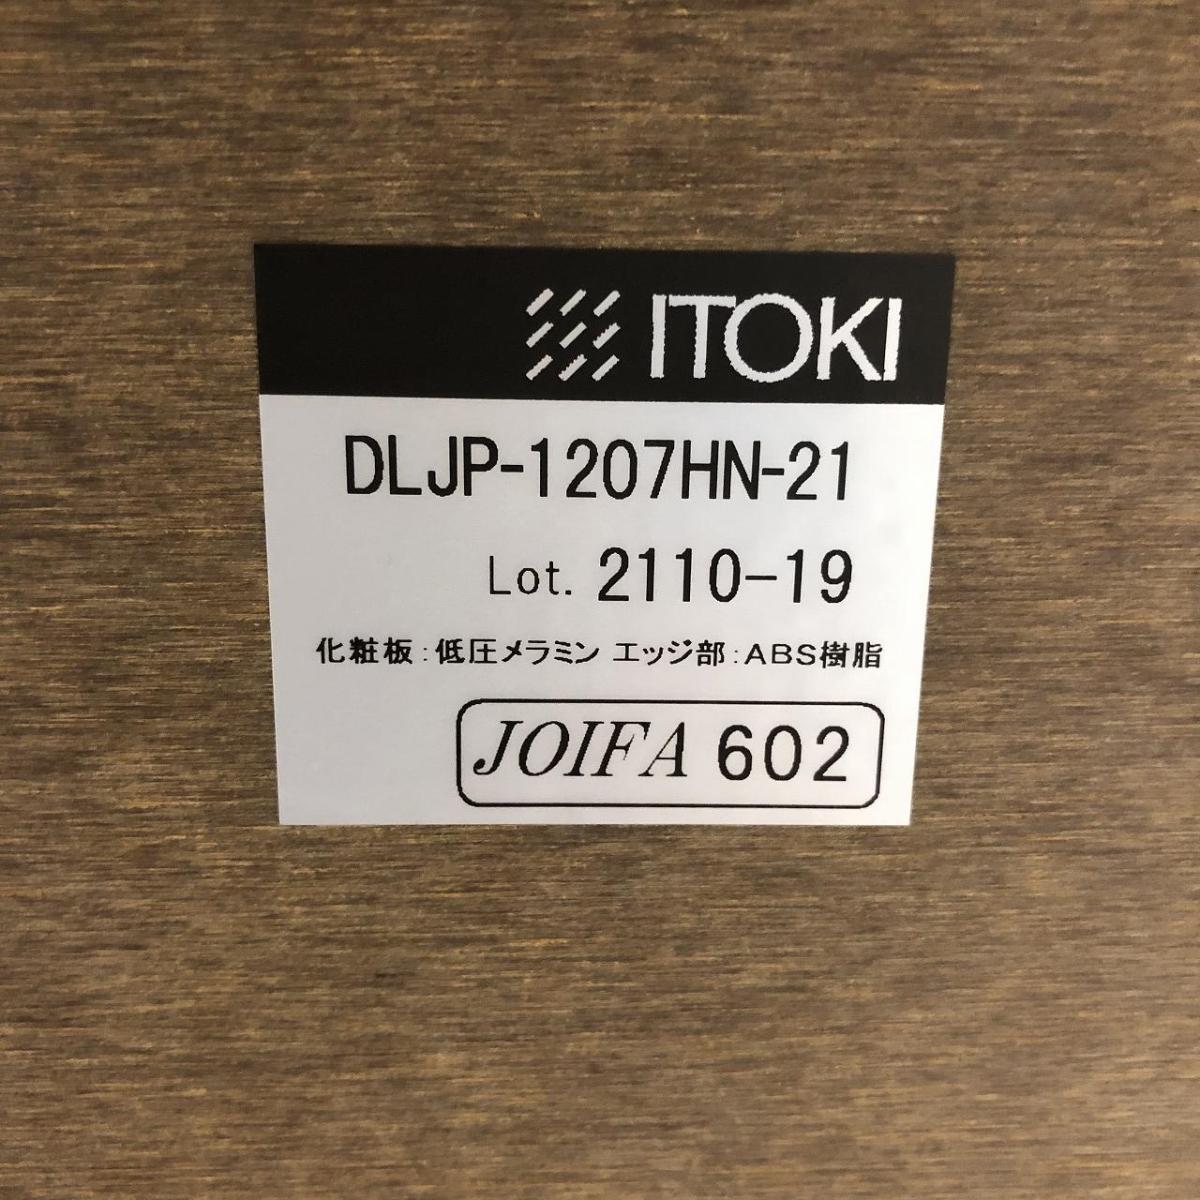 ITOKI
DLJP-1207HN-21
Lot. 2110-19
化粧板:低圧メラミン エッジ部:ABS樹脂
JOIFA 602